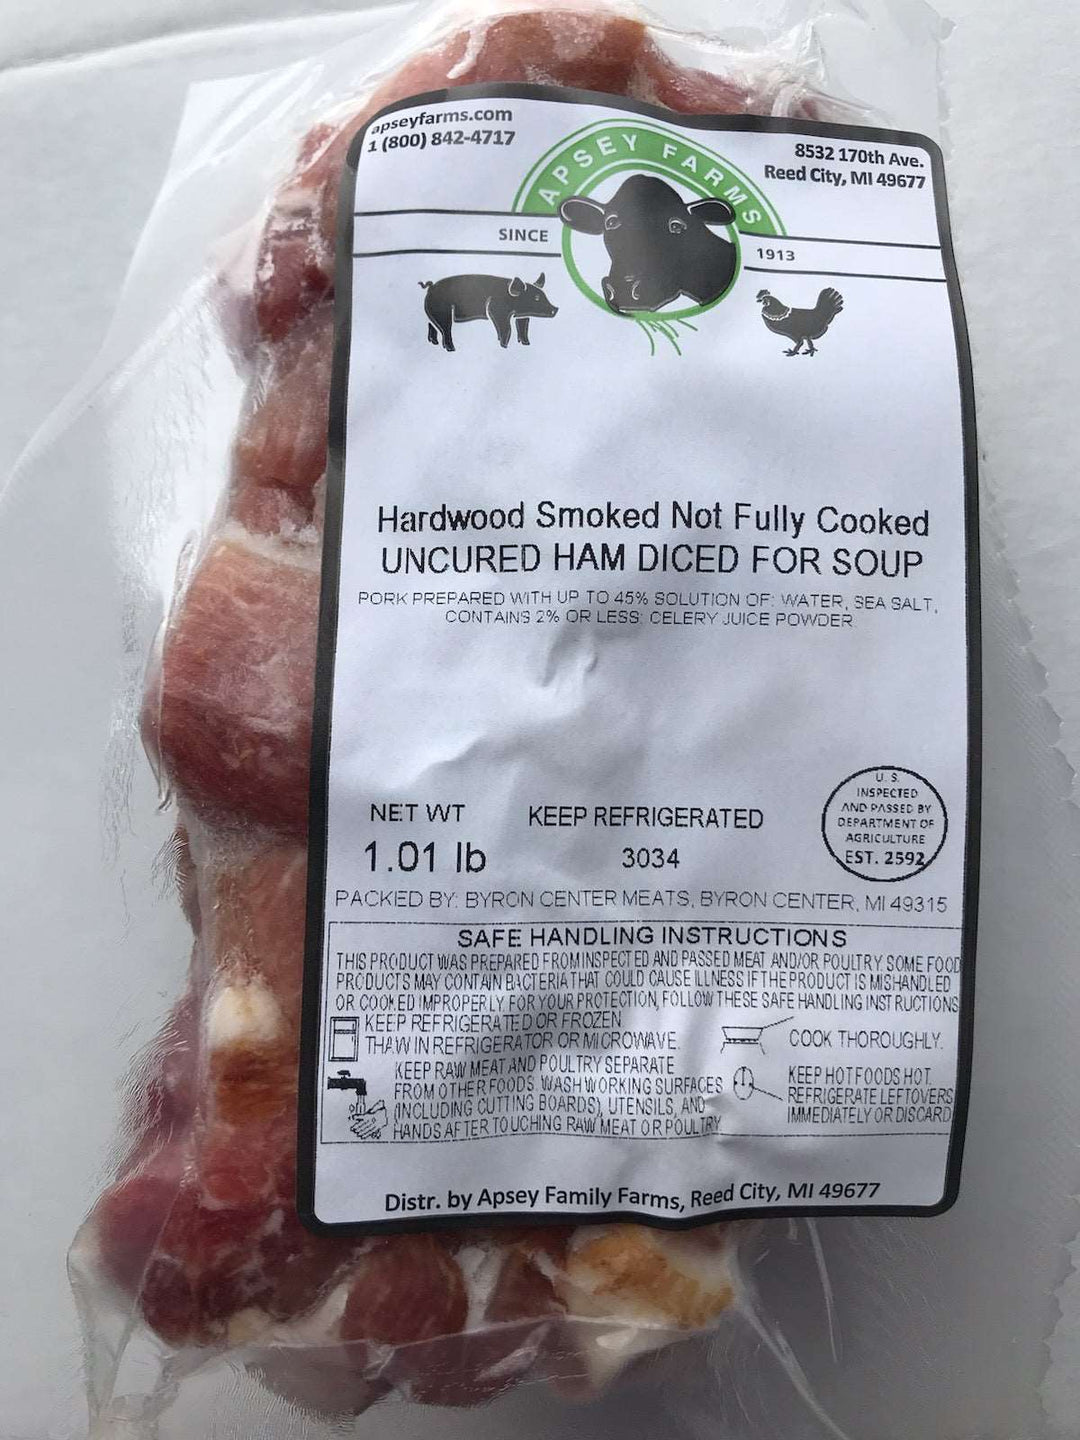 apseyfarms.com
1 (800) 842-4717
APSEY FARMS
8532 170th Ave.
Reed City, MI 49677
SINCE
1913
Hardwood Smoked Not Fully Cooked
UNCURED HAM DICED FOR SOUP
PORK PREPARED WITH UP TO 45% SOLUTION OF: WATER, SEA SALT,
CONTAINS 2% OR LESS: CELERY JUICE POWDER.
U. S.
INSPECTED
AND PASSED BY
DEPARTMENT OF
AGRICULTURE
EST. 2592
NET WT
KEEP REFRIGERATED
1.01 lb
3034
PACKED BY: BYRON CENTER MEATS, BYRON CENTER, MI 49315
SAFE HANDLING INSTRUCTIONS
THIS PRODUCT WAS PREPARED FROM INSPECTED AND PASSED MEAT AND/OR POULTRY. SOME FOOD
PRODUCTS MAY CONTAIN BACTERIA THAT COULD CAUSE ILLNESS IF THE PRODUCT IS MISHANDLED
OR COOKED IMPROPERLY. FOR YOUR PROTECTION, FOLLOW THESE SAFE HANDLING INSTRUCTIONS
KEEP REFRIGERATED OR FROZEN
THAW IN REFRIGERATOR OR MICROWAVE.
KEEP RAW MEAT AND POULTRY SEPARATE
FROM OTHER FOODS. WASH WORKING SURFACES
(INCLUDING CUTTING BOARDS), UTENSILS, AND
HANDS AFTER TOUCHING RAW MEAT OR POULTRY
COOK THOROUGHLY.
KEEP HOT FOODS HOT.
REFRIGERATE LEFTOVERS
IMMEDIATELY OR DISCARD
Distr. by Apsey Family Farms, Reed City, MI 49677